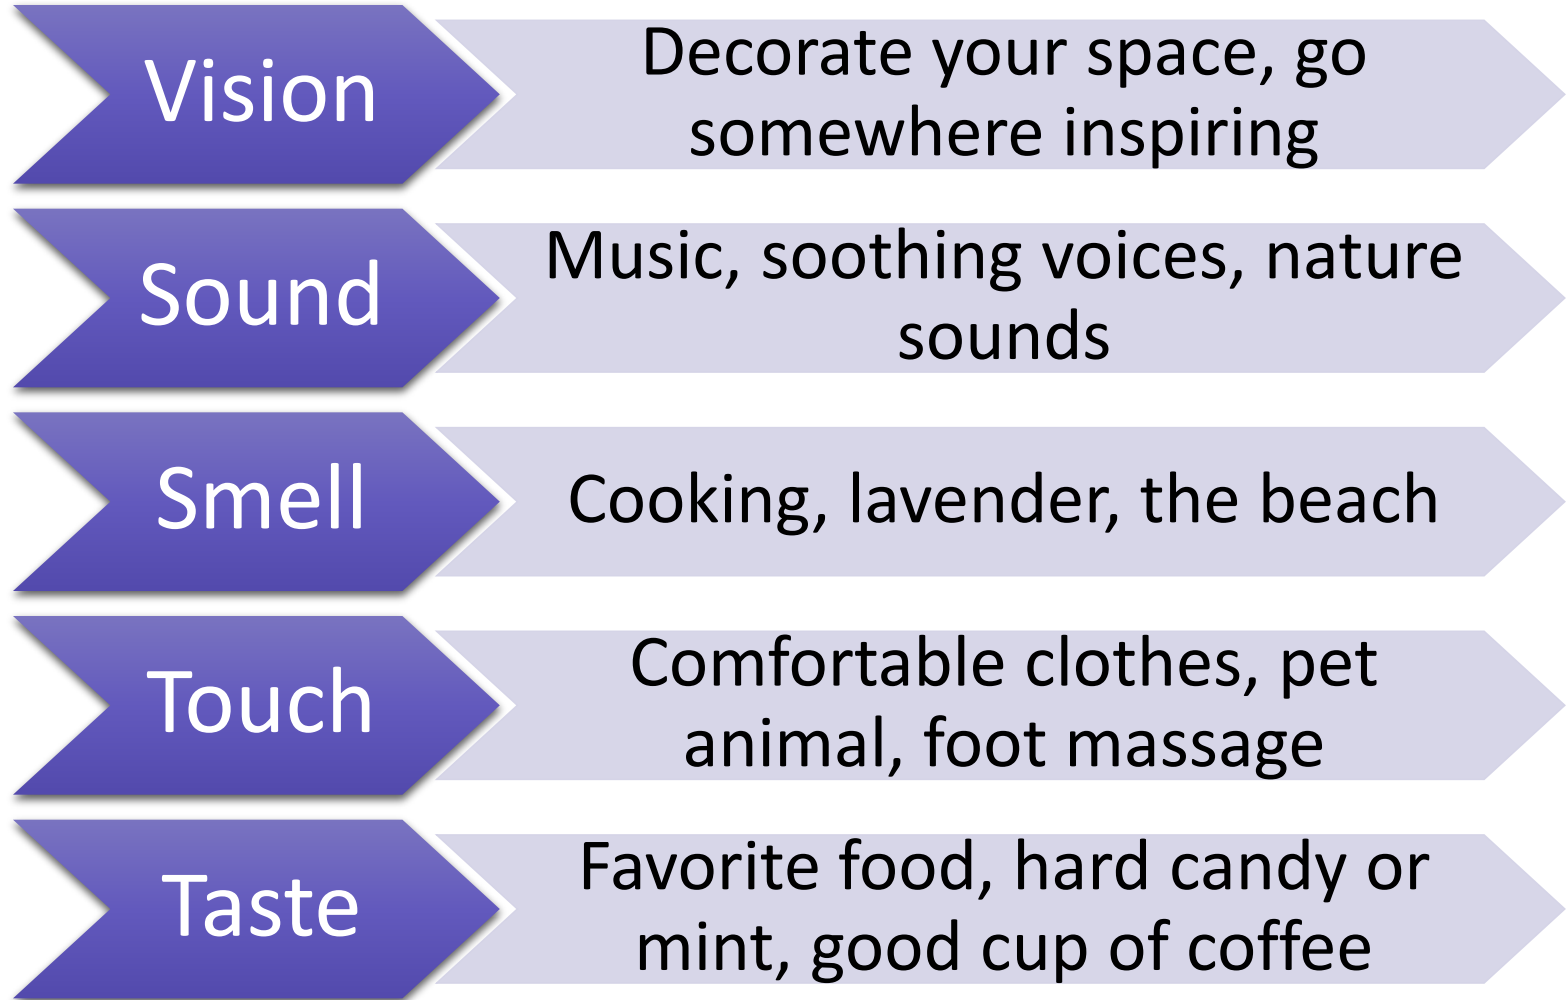 Vision
Decorate your space, go
somewhere inspiring
Sound
Music, soothing voices, nature
sounds
Smell
Cooking, lavender, the beach
Touch
Comfortable clothes, pet
animal, foot massage
Taste
Favorite food, hard candy or
mint, good cup of coffee